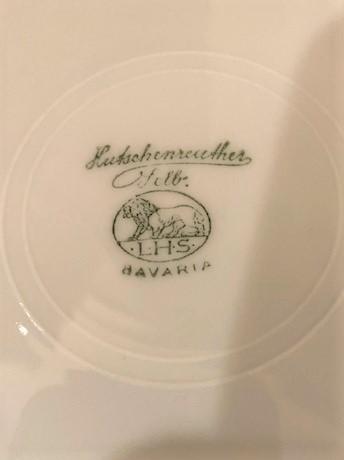 Hutschenreuther
Selb.
·L·H·S·
BAVARIA